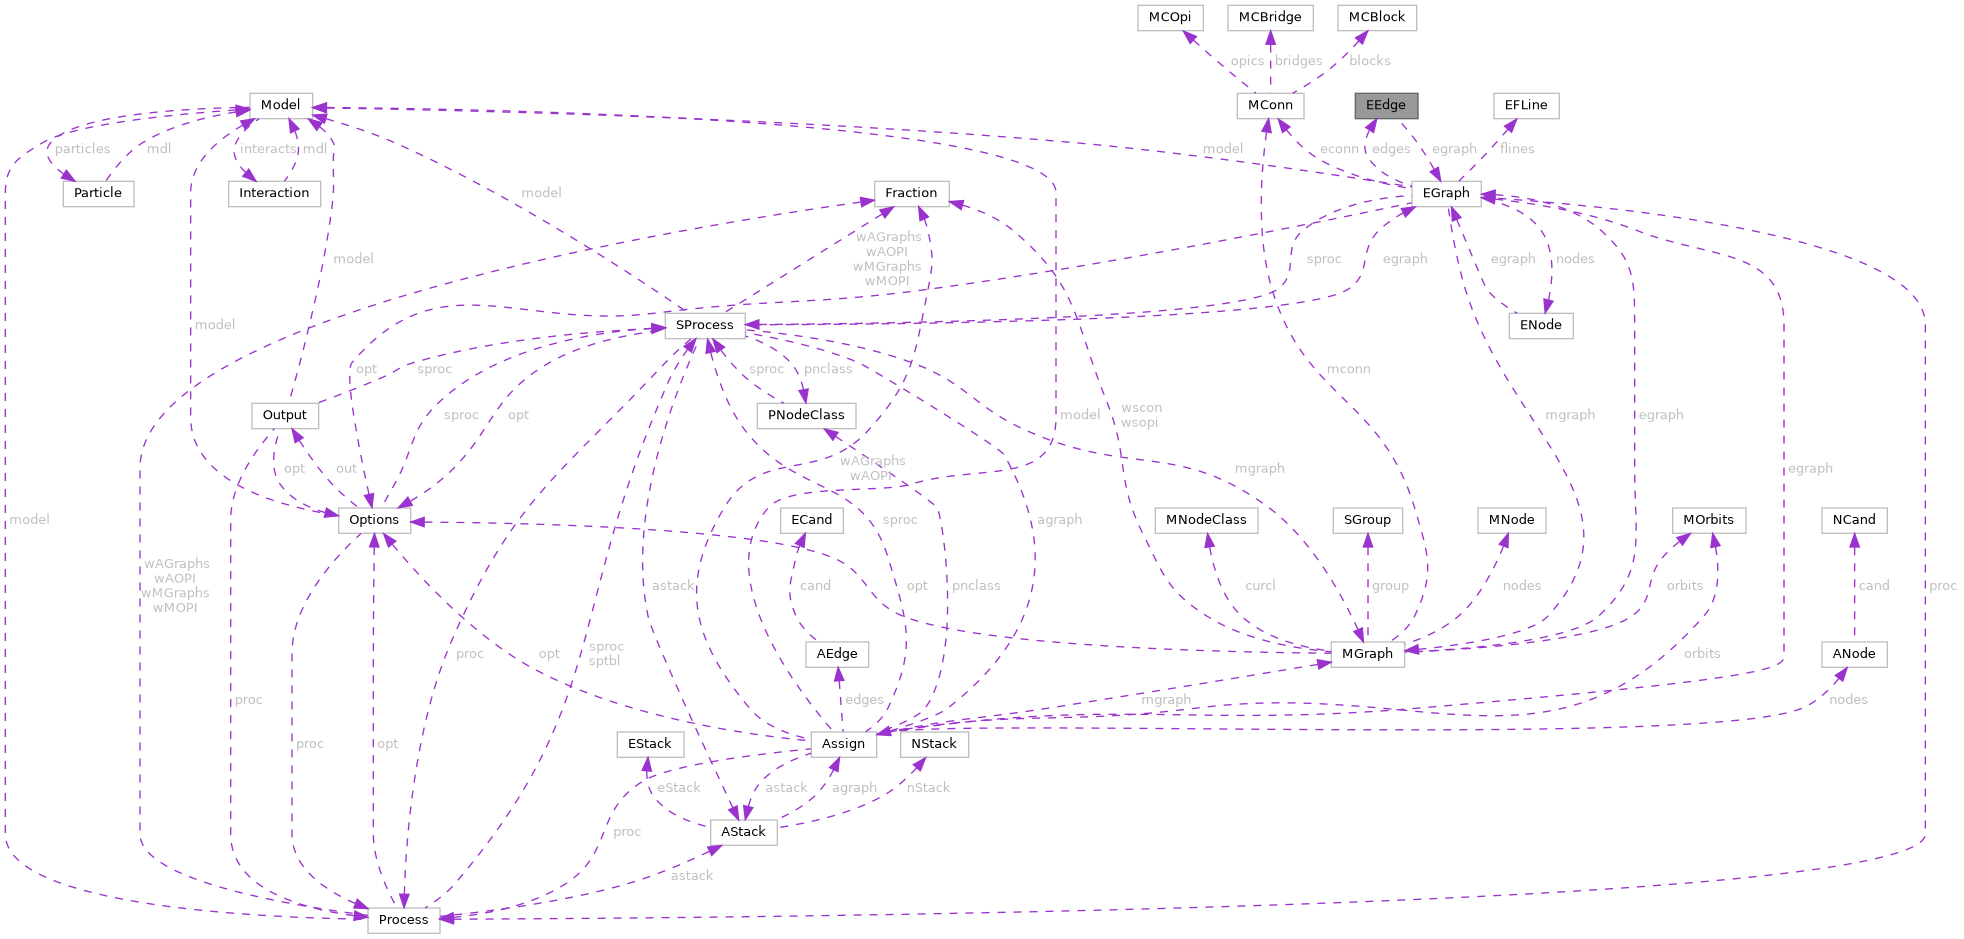 MCOpi
MCBridge
MCBlock
opics
bridges
blocks
Model
MConn
EEdge
EFLine
particles
mdl
interacts
mdl
model
econn
edges
egraph
flines
Particle
Interaction
model
Fraction
EGraph
wAGraphs
wAOPI
wMGraphs
wMOPI
model
sproc
egraph
egraph
nodes
model
SProcess
ENode
opt
sproc
sproc
pnclass
mconn
Output
sproc
opt
PNodeClass
model
wscon
wsopi
mgraph
egraph
opt
out
wAGraphs
wAOPI
mgraph
egraph
model
Options
ECand
sproc
agraph
MNodeClass
SGroup
MNode
MOrbits
NCand
wAGraphs
wAOPI
wMGraphs
wMOPI
astack
cand
opt
pnclass
curcl
group
nodes
orbits
cand
proc
proc
sproc
sptbl
opt
AEdge
MGraph
orbits
ANode
proc
edges
mgraph
nodes
proc
opt
EStack
Assign
NStack
eStack
astack
agraph
nStack
proc
AStack
astack
Process